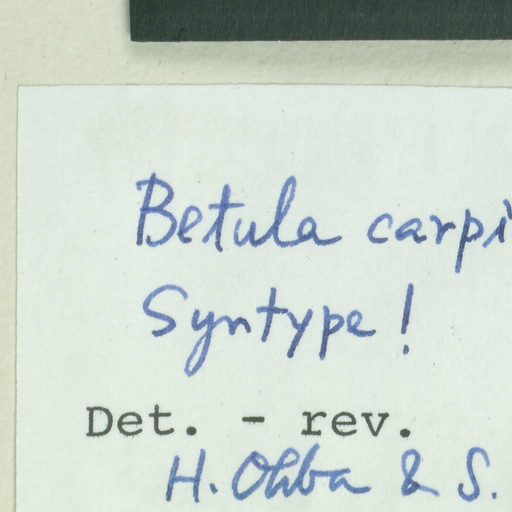 Betula carpi
Syntype!
Det. - rev.
H. Ohba & S.